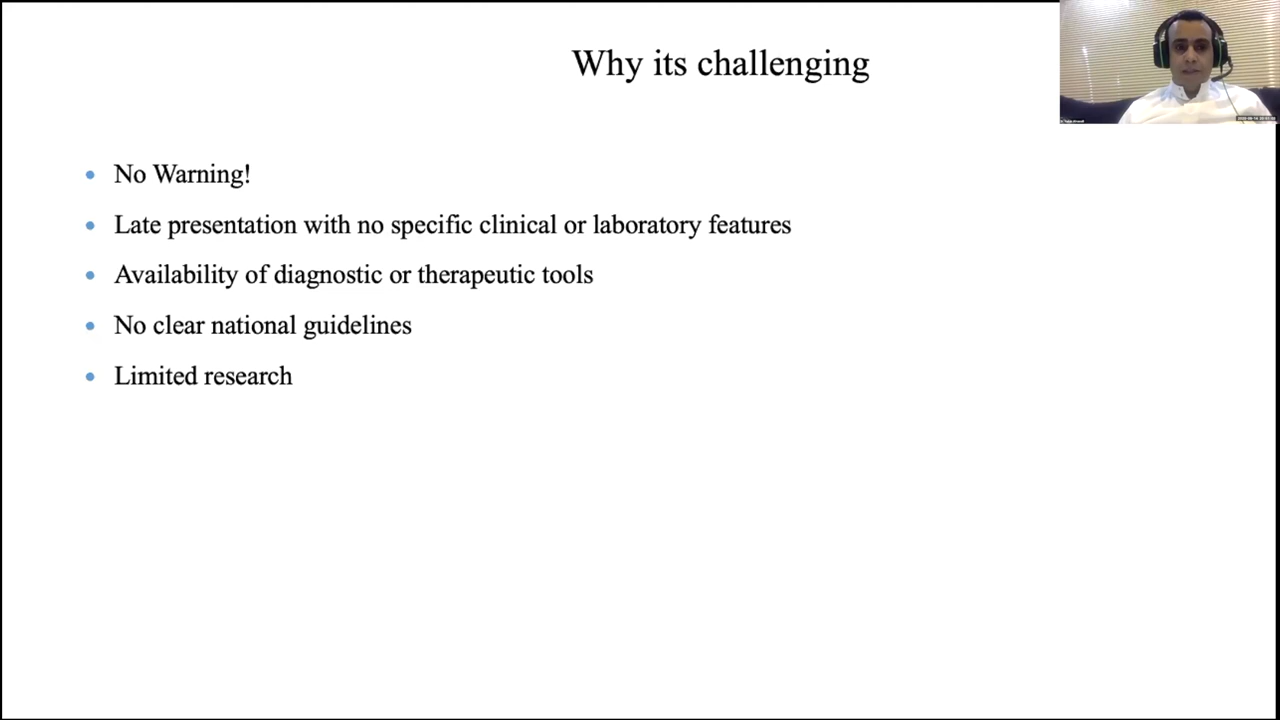 Why its challenging
No Warning!
Late presentation with no specific clinical or laboratory features
Availability of diagnostic or therapeutic tools
No clear national guidelines
Limited research